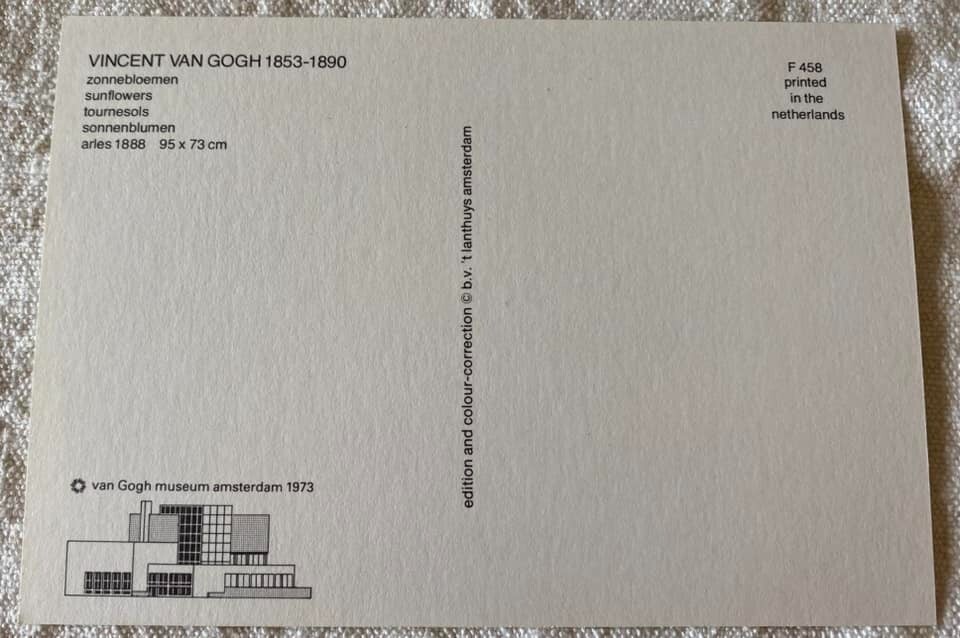 VINCENT VAN GOGH 1853-1890
zonnebloemen
sunflowers
tournesols
sonnenblumen
arles 1888 95 x 73 cm
F 458
printed
in the
netherlands
edition and colour-correction © b.v. 't lanthuys amsterdam
van Gogh museum amsterdam 1973